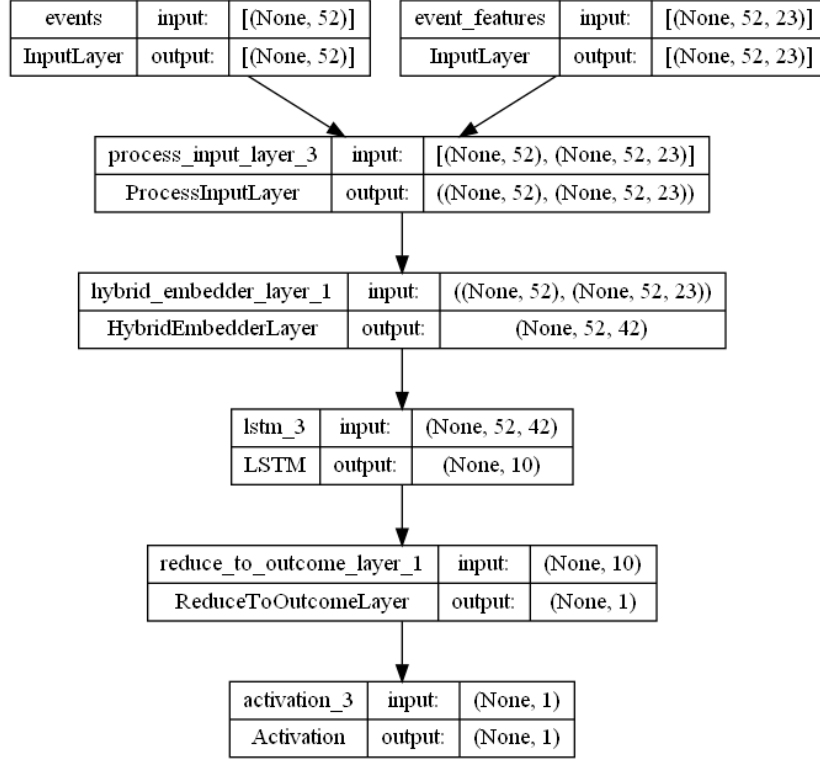 events input: [(None, 52)]
InputLayer output: [(None, 52)]
event_features input: [(None, 52, 23)]
InputLayer output: [(None, 52, 23)]
process_input_layer_3 input: [(None, 52), (None, 52, 23)]
ProcessInputLayer output: ((None, 52), (None, 52, 23))
hybrid_embedder_layer_1 input: ((None, 52), (None, 52, 23))
HybridEmbedderLayer output: (None, 52, 42)
lstm_3 input: (None, 52, 42)
LSTM output: (None, 10)
reduce_to_outcome_layer_1 input: (None, 10)
ReduceToOutcomeLayer output: (None, 1)
activation_3 input: (None, 1)
Activation output: (None, 1)